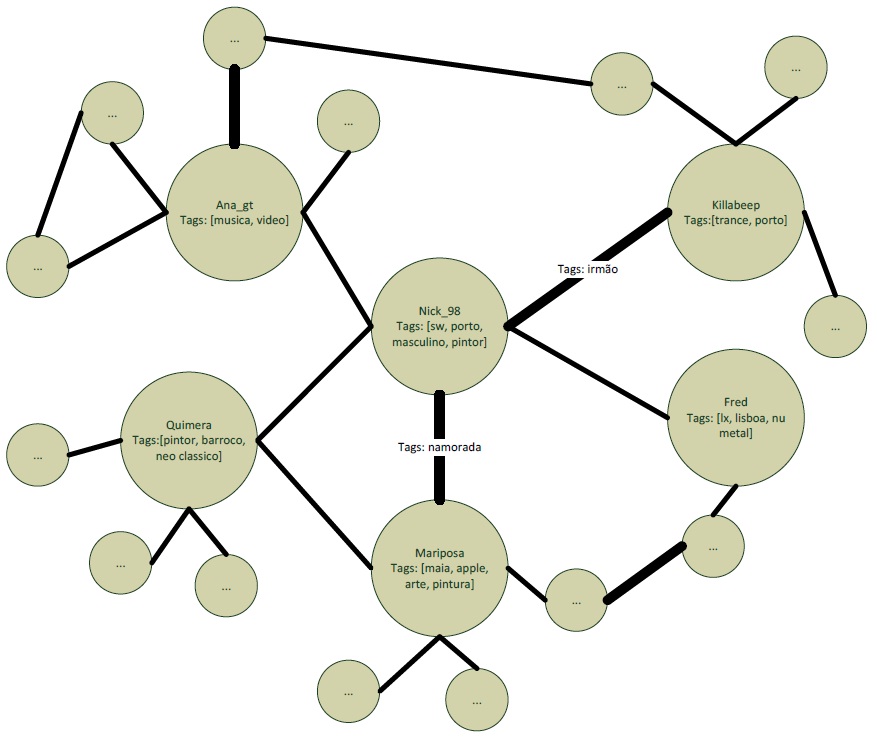 ...
...
...
...
...
Ana_gt
Tags: [musica, video]
Killabeep
Tags:[trance, porto]
...
Tags: irmão
Nick_98
Tags: [sw, porto,
masculino, pintor]
...
Fred
Tags: [lx, lisboa, nu
metal]
Quimera
Tags:[pintor, barroco,
neo classico]
Tags: namorada
...
Mariposa
Tags: [maia, apple,
arte, pintura]
...
...
...
...
...
...